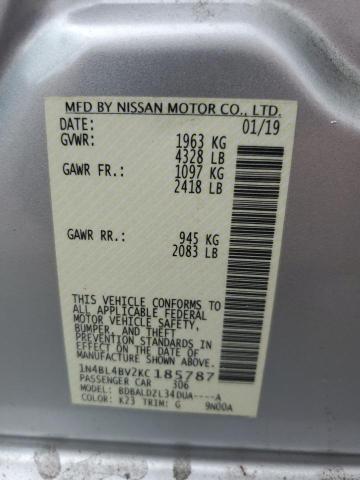 MFD BY NISSAN MOTOR CO., LTD.
DATE: 01/19
GVWR: 1963 KG
4328 LB
GAWR FR.: 1097 KG
2418 LB
GAWR RR.: 945 KG
2083 LB
THIS VEHICLE CONFORMS TO
ALL APPLICABLE FEDERAL
MOTOR VEHICLE SAFETY,
BUMPER, AND THEFT
PREVENTION STANDARDS IN
EFFECT ON THE DATE OF
MANUFACTURE SHOWN ABOVE.
1N4BL4BV2KC185787
PASSENGER CAR 306
MODEL: BDBALDZL34DUA----A
COLOR: K23 TRIM: G 9N00A